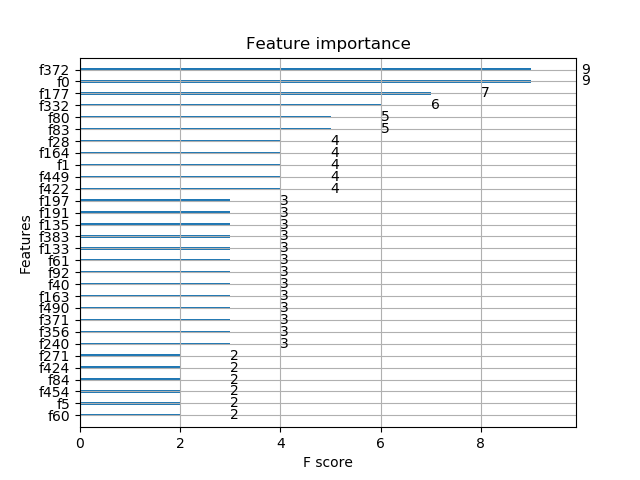 Feature importance
f372 9
f0 9
f177 7
f332 6
f80 5
f83 5
f28 4
f164 4
f1 4
f449 4
f422 4
f197 3
f191 3
f135 3
f383 3
f133 3
f61 3
f92 3
f40 3
f163 3
f490 3
f371 3
f356 3
f240 3
f271 2
f424 2
f84 2
f454 2
f5 2
f60 2
Features
0 2 4 6 8
F score